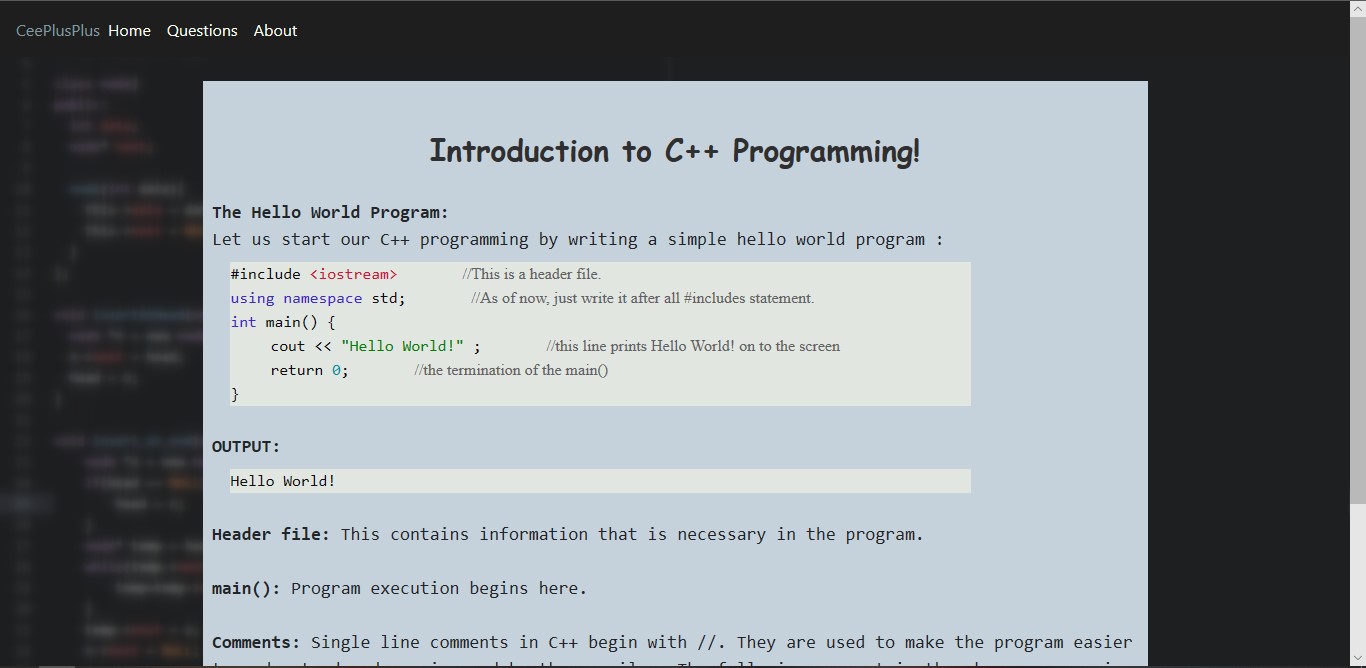 CeePlusPlus Home Questions About
Introduction to C++ Programming!
The Hello World Program:
Let us start our C++ programming by writing a simple hello world program :
#include <iostream> //This is a header file.
using namespace std; //As of now, just write it after all #includes statement.
int main() {
cout << "Hello World!" ; //this line prints Hello World! on to the screen
return 0; //the termination of the main()
}
OUTPUT:
Hello World!
Header file: This contains information that is necessary in the program.
main(): Program execution begins here.
Comments: Single line comments in C++ begin with //. They are used to make the program easier